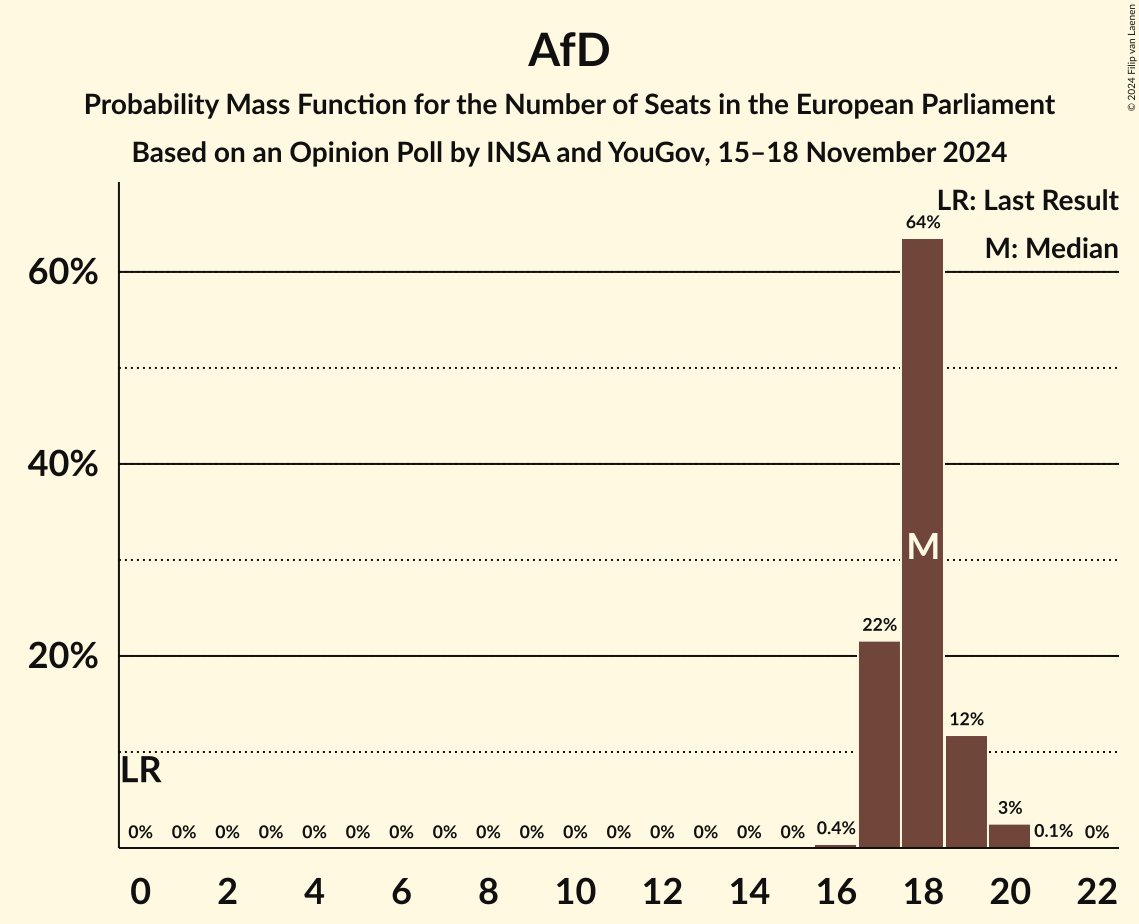 AfD
Probability Mass Function for the Number of Seats in the European Parliament
Based on an Opinion Poll by INSA and YouGov, 15–18 November 2024
© 2024 Filip van Laenen
LR: Last Result
M: Median
64%
60%
40%
M
22%
20%
12%
LR
3%
0% 0% 0% 0% 0% 0% 0% 0% 0% 0% 0% 0% 0% 0% 0% 0% 0.4% 0.1% 0%
0 2 4 6 8 10 12 14 16 18 20 22